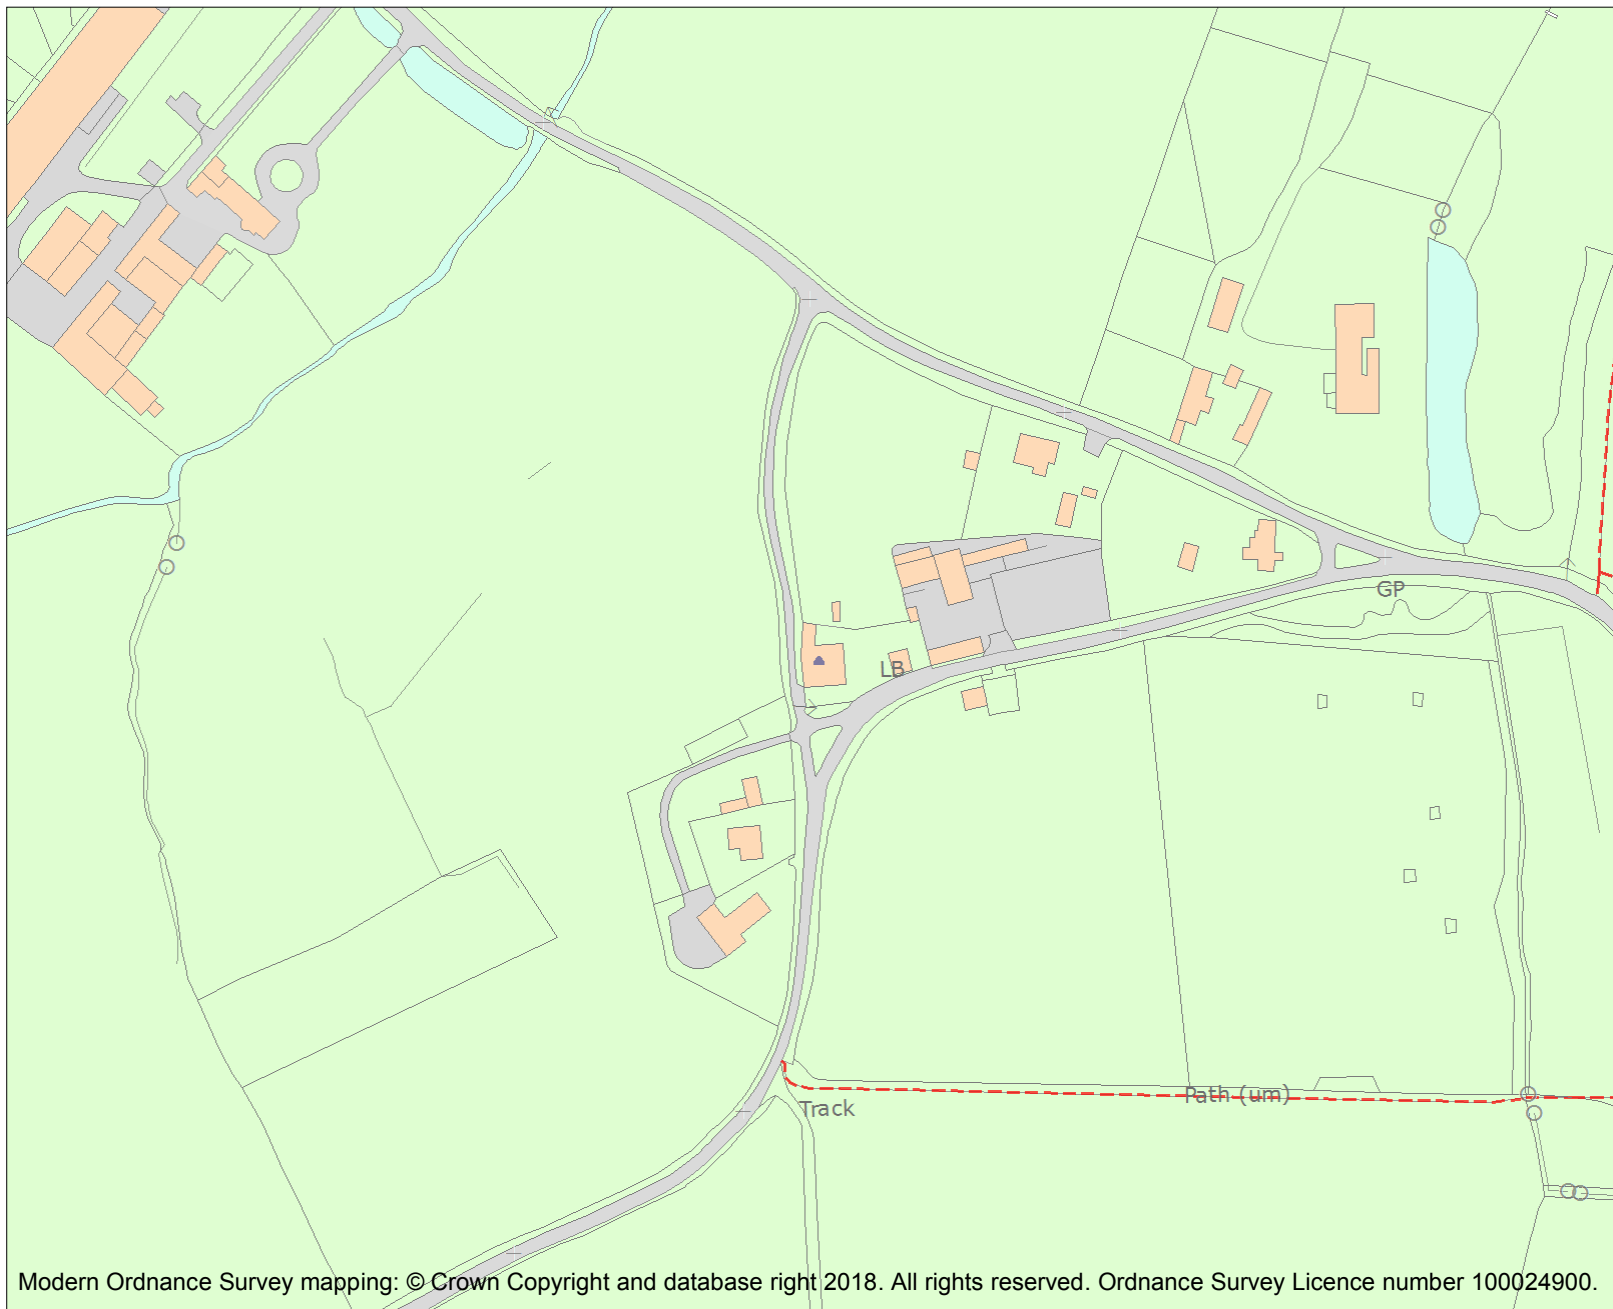 GP
LB
Path (um)
Track
Modern Ordnance Survey mapping: © Crown Copyright and database right 2018. All rights reserved. Ordnance Survey Licence number 100024900.